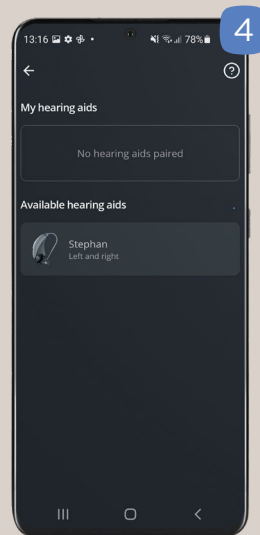 4
13:16
78%
?
My hearing aids
No hearing aids paired
Available hearing aids
Stephan
Left and right